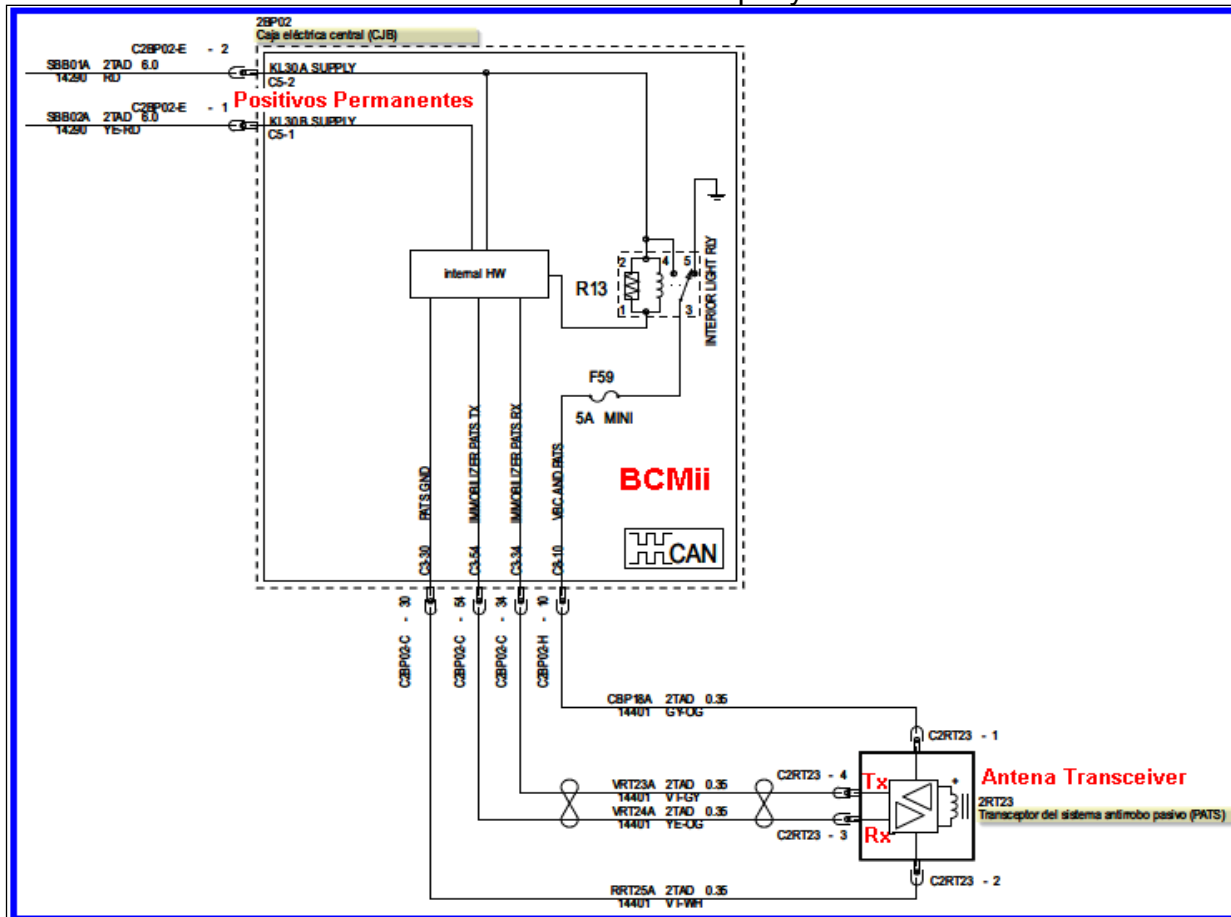 2BP02
Caja eléctrica central (CJB)
C2BP02-E - 2
SBB01A 2TAD 6.0
14290 RD
KL30A SUPPLY
C5-2
Positivos Permanentes
C2BP02-E - 1
SBB02A 2TAD 6.0
14290 YE-RD
KL30B SUPPLY
C5-1
internal HW
R13
2
4
5
1
3
INTERIOR LIGHT RLY
F59
5A MINI
BCMii
CAN
PATS GND
IMMOBILIZER PATS TX
IMMOBILIZER PATS RX
VBC AND PATS
C3-30
C3-54
C3-34
C8-10
C2BP02-C - 30
C2BP02-C - 54
C2BP02-C - 34
C2BP02-H - 10
CBP18A 2TAD 0.35
14401 GY-OG
C2RT23 - 1
VRT23A 2TAD 0.35
14401 VT-GY
C2RT23 - 4
Tx
Antena Transceiver
2RT23
Transceptor del sistema antirrobo pasivo (PATS)
VRT24A 2TAD 0.35
14401 YE-OG
C2RT23 - 3
Rx
RRT25A 2TAD 0.35
14401 VT-WH
C2RT23 - 2